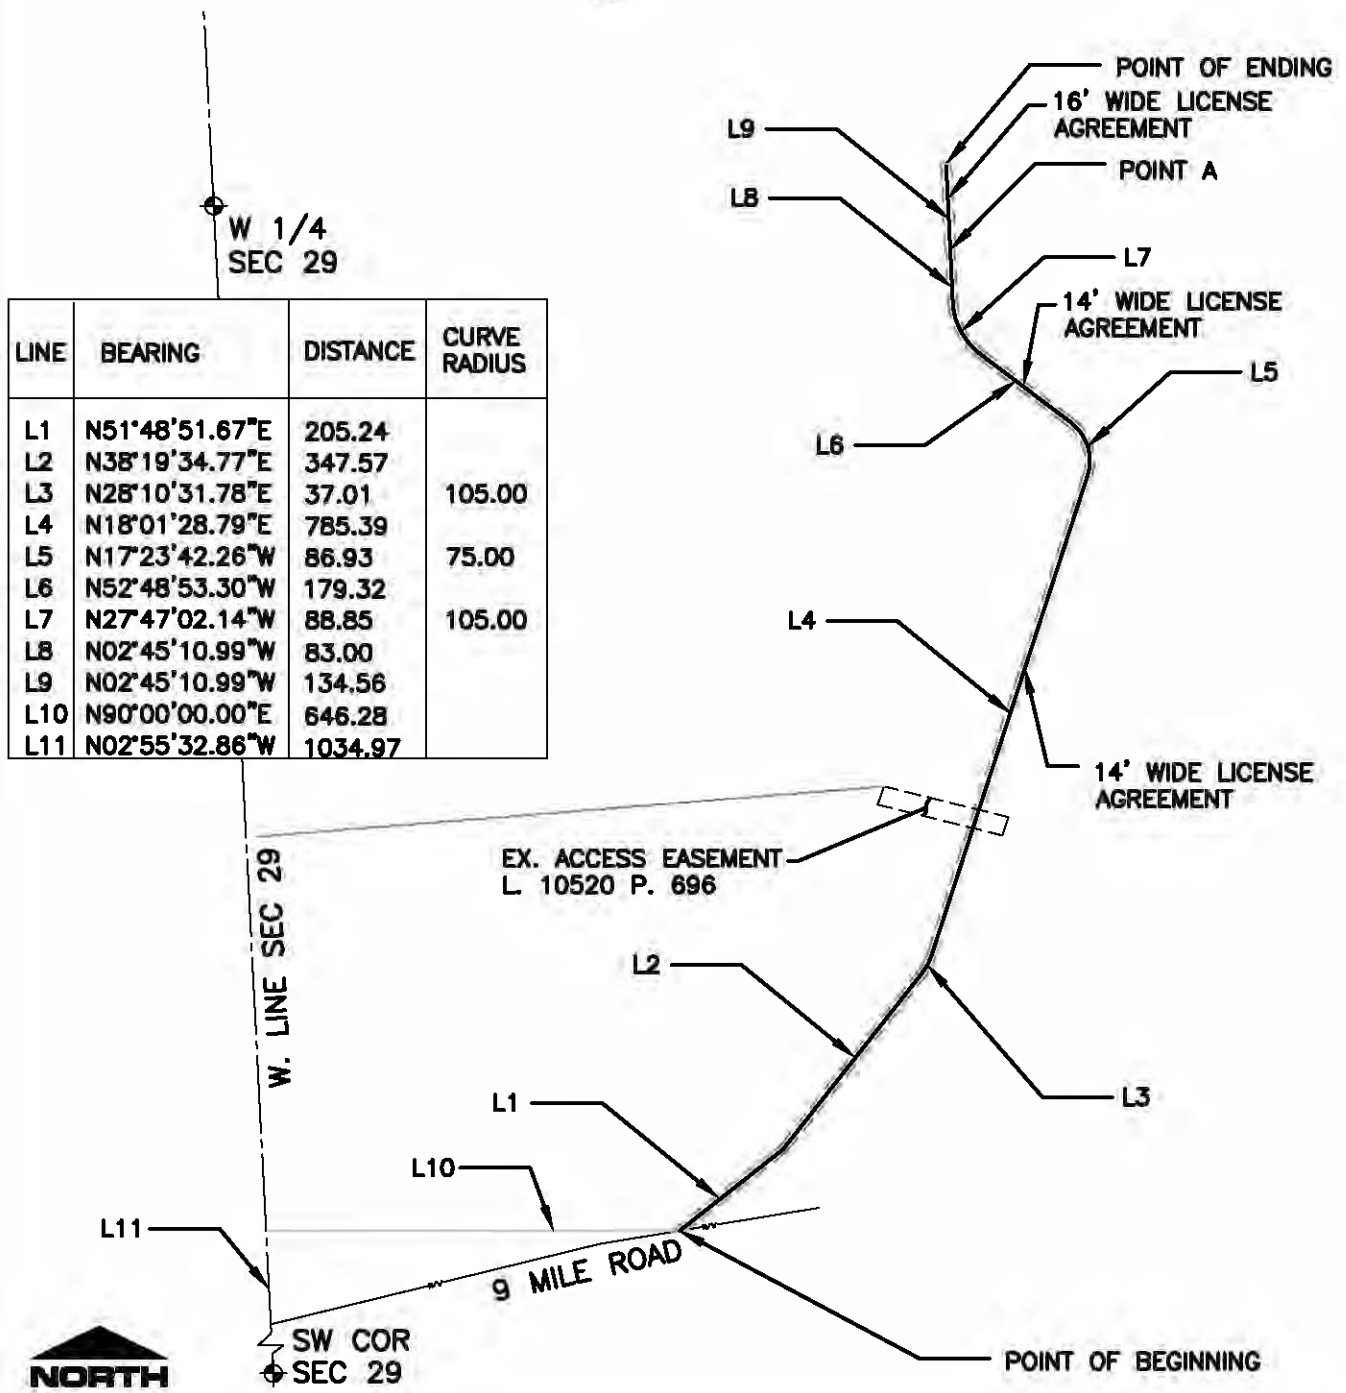 POINT OF ENDING
16' WIDE LICENSE
AGREEMENT
L9
POINT A
L8
W 1/4
SEC 29
L7
14' WIDE LICENSE
AGREEMENT
LINE BEARING DISTANCE CURVE RADIUS
L1 N51°48'51.67"E 205.24
L2 N38°19'34.77"E 347.57
L3 N28°10'31.78"E 37.01 105.00
L4 N18°01'28.79"E 785.39
L5 N17°23'42.26"W 86.93 75.00
L6 N52°48'53.30"W 179.32
L7 N27°47'02.14"W 88.85 105.00
L8 N02°45'10.99"W 83.00
L9 N02°45'10.99"W 134.56
L10 N90°00'00.00"E 646.28
L11 N02°55'32.86"W 1034.97
L5
L6
L4
14' WIDE LICENSE
AGREEMENT
EX. ACCESS EASEMENT
L. 10520 P. 696
W. LINE SEC 29
L2
L3
L1
L10
L11
9 MILE ROAD
SW COR
SEC 29
POINT OF BEGINNING
NORTH